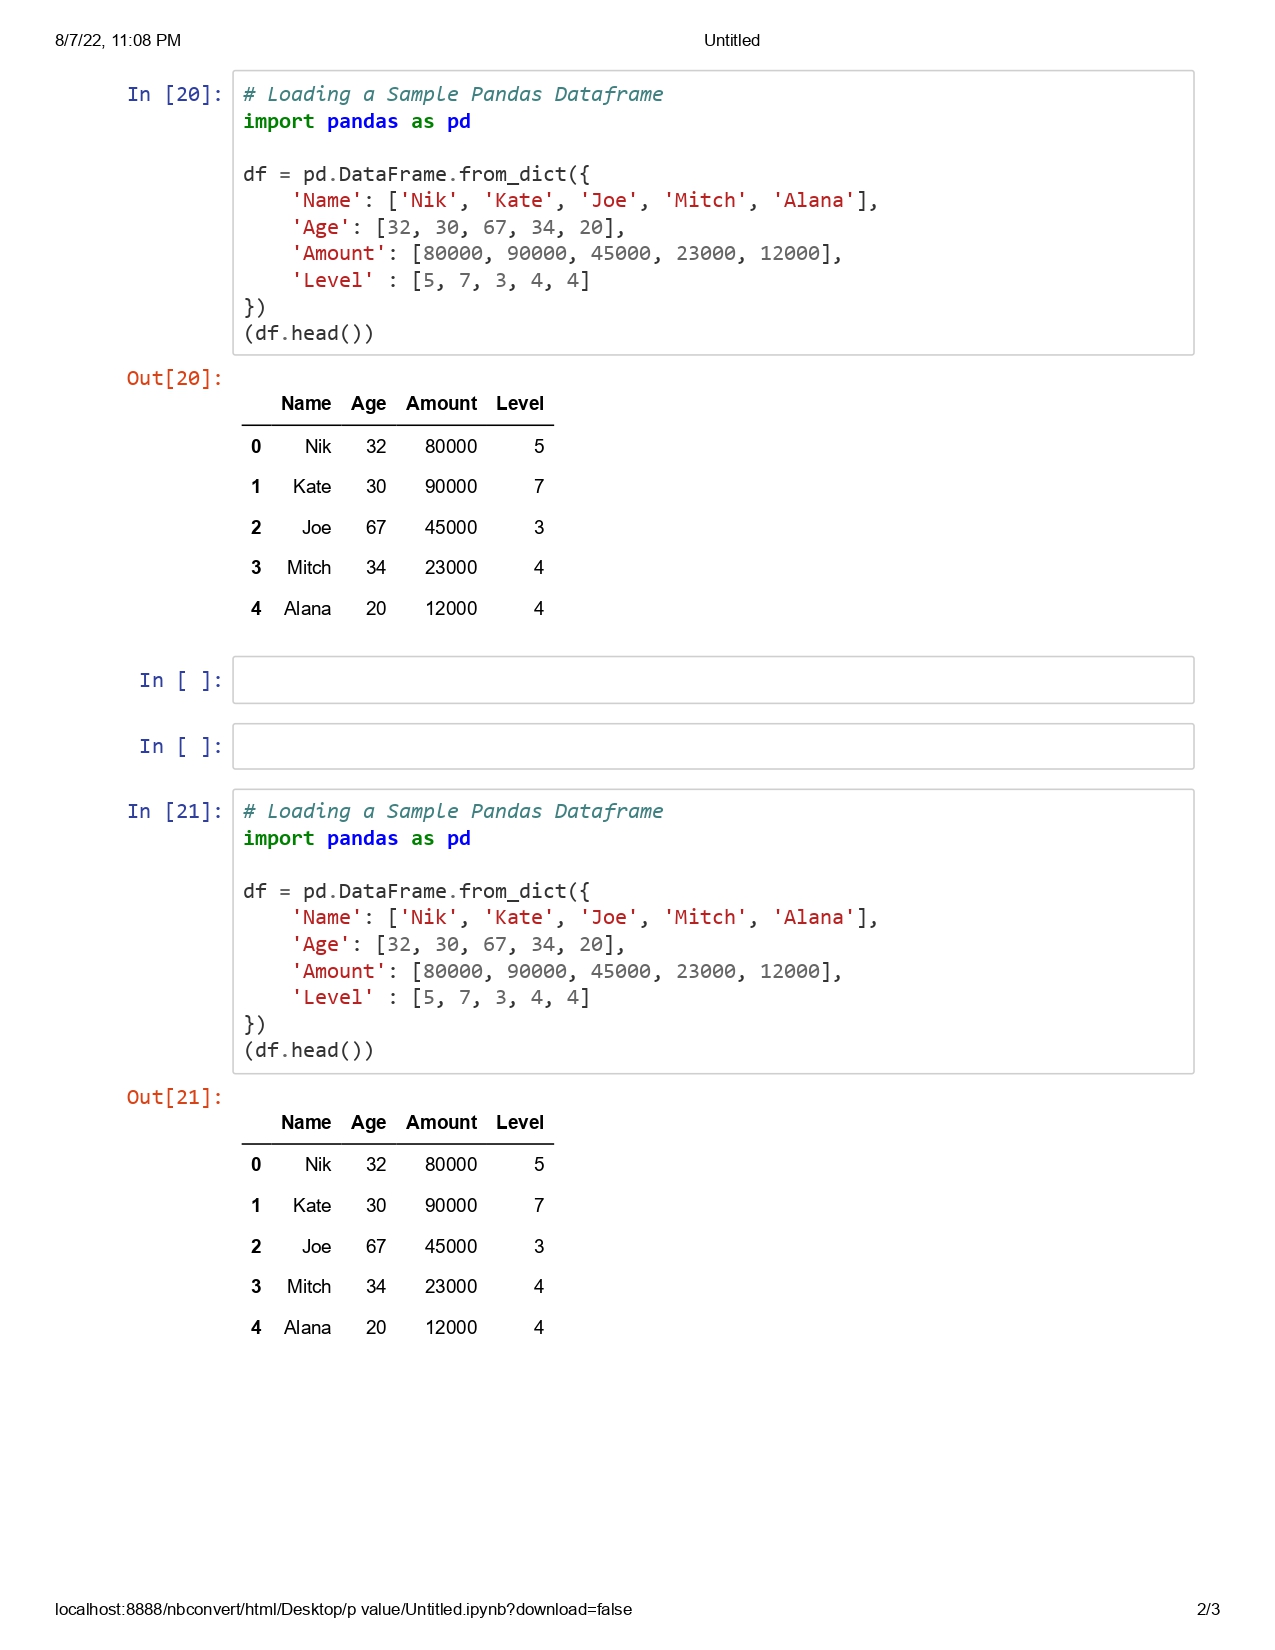 8/7/22, 11:08 PM Untitled
In [20]: # Loading a Sample Pandas Dataframe
import pandas as pd
df = pd.DataFrame.from_dict({
    'Name': ['Nik', 'Kate', 'Joe', 'Mitch', 'Alana'],
    'Age': [32, 30, 67, 34, 20],
    'Amount': [80000, 90000, 45000, 23000, 12000],
    'Level' : [5, 7, 3, 4, 4]
})
(df.head())
Out[20]:
Name Age Amount Level
0 Nik 32 80000 5
1 Kate 30 90000 7
2 Joe 67 45000 3
3 Mitch 34 23000 4
4 Alana 20 12000 4
In [ ]:
In [ ]:
In [21]: # Loading a Sample Pandas Dataframe
import pandas as pd
df = pd.DataFrame.from_dict({
    'Name': ['Nik', 'Kate', 'Joe', 'Mitch', 'Alana'],
    'Age': [32, 30, 67, 34, 20],
    'Amount': [80000, 90000, 45000, 23000, 12000],
    'Level' : [5, 7, 3, 4, 4]
})
(df.head())
Out[21]:
Name Age Amount Level
0 Nik 32 80000 5
1 Kate 30 90000 7
2 Joe 67 45000 3
3 Mitch 34 23000 4
4 Alana 20 12000 4
localhost:8888/nbconvert/html/Desktop/p value/Untitled.ipynb?download=false 2/3